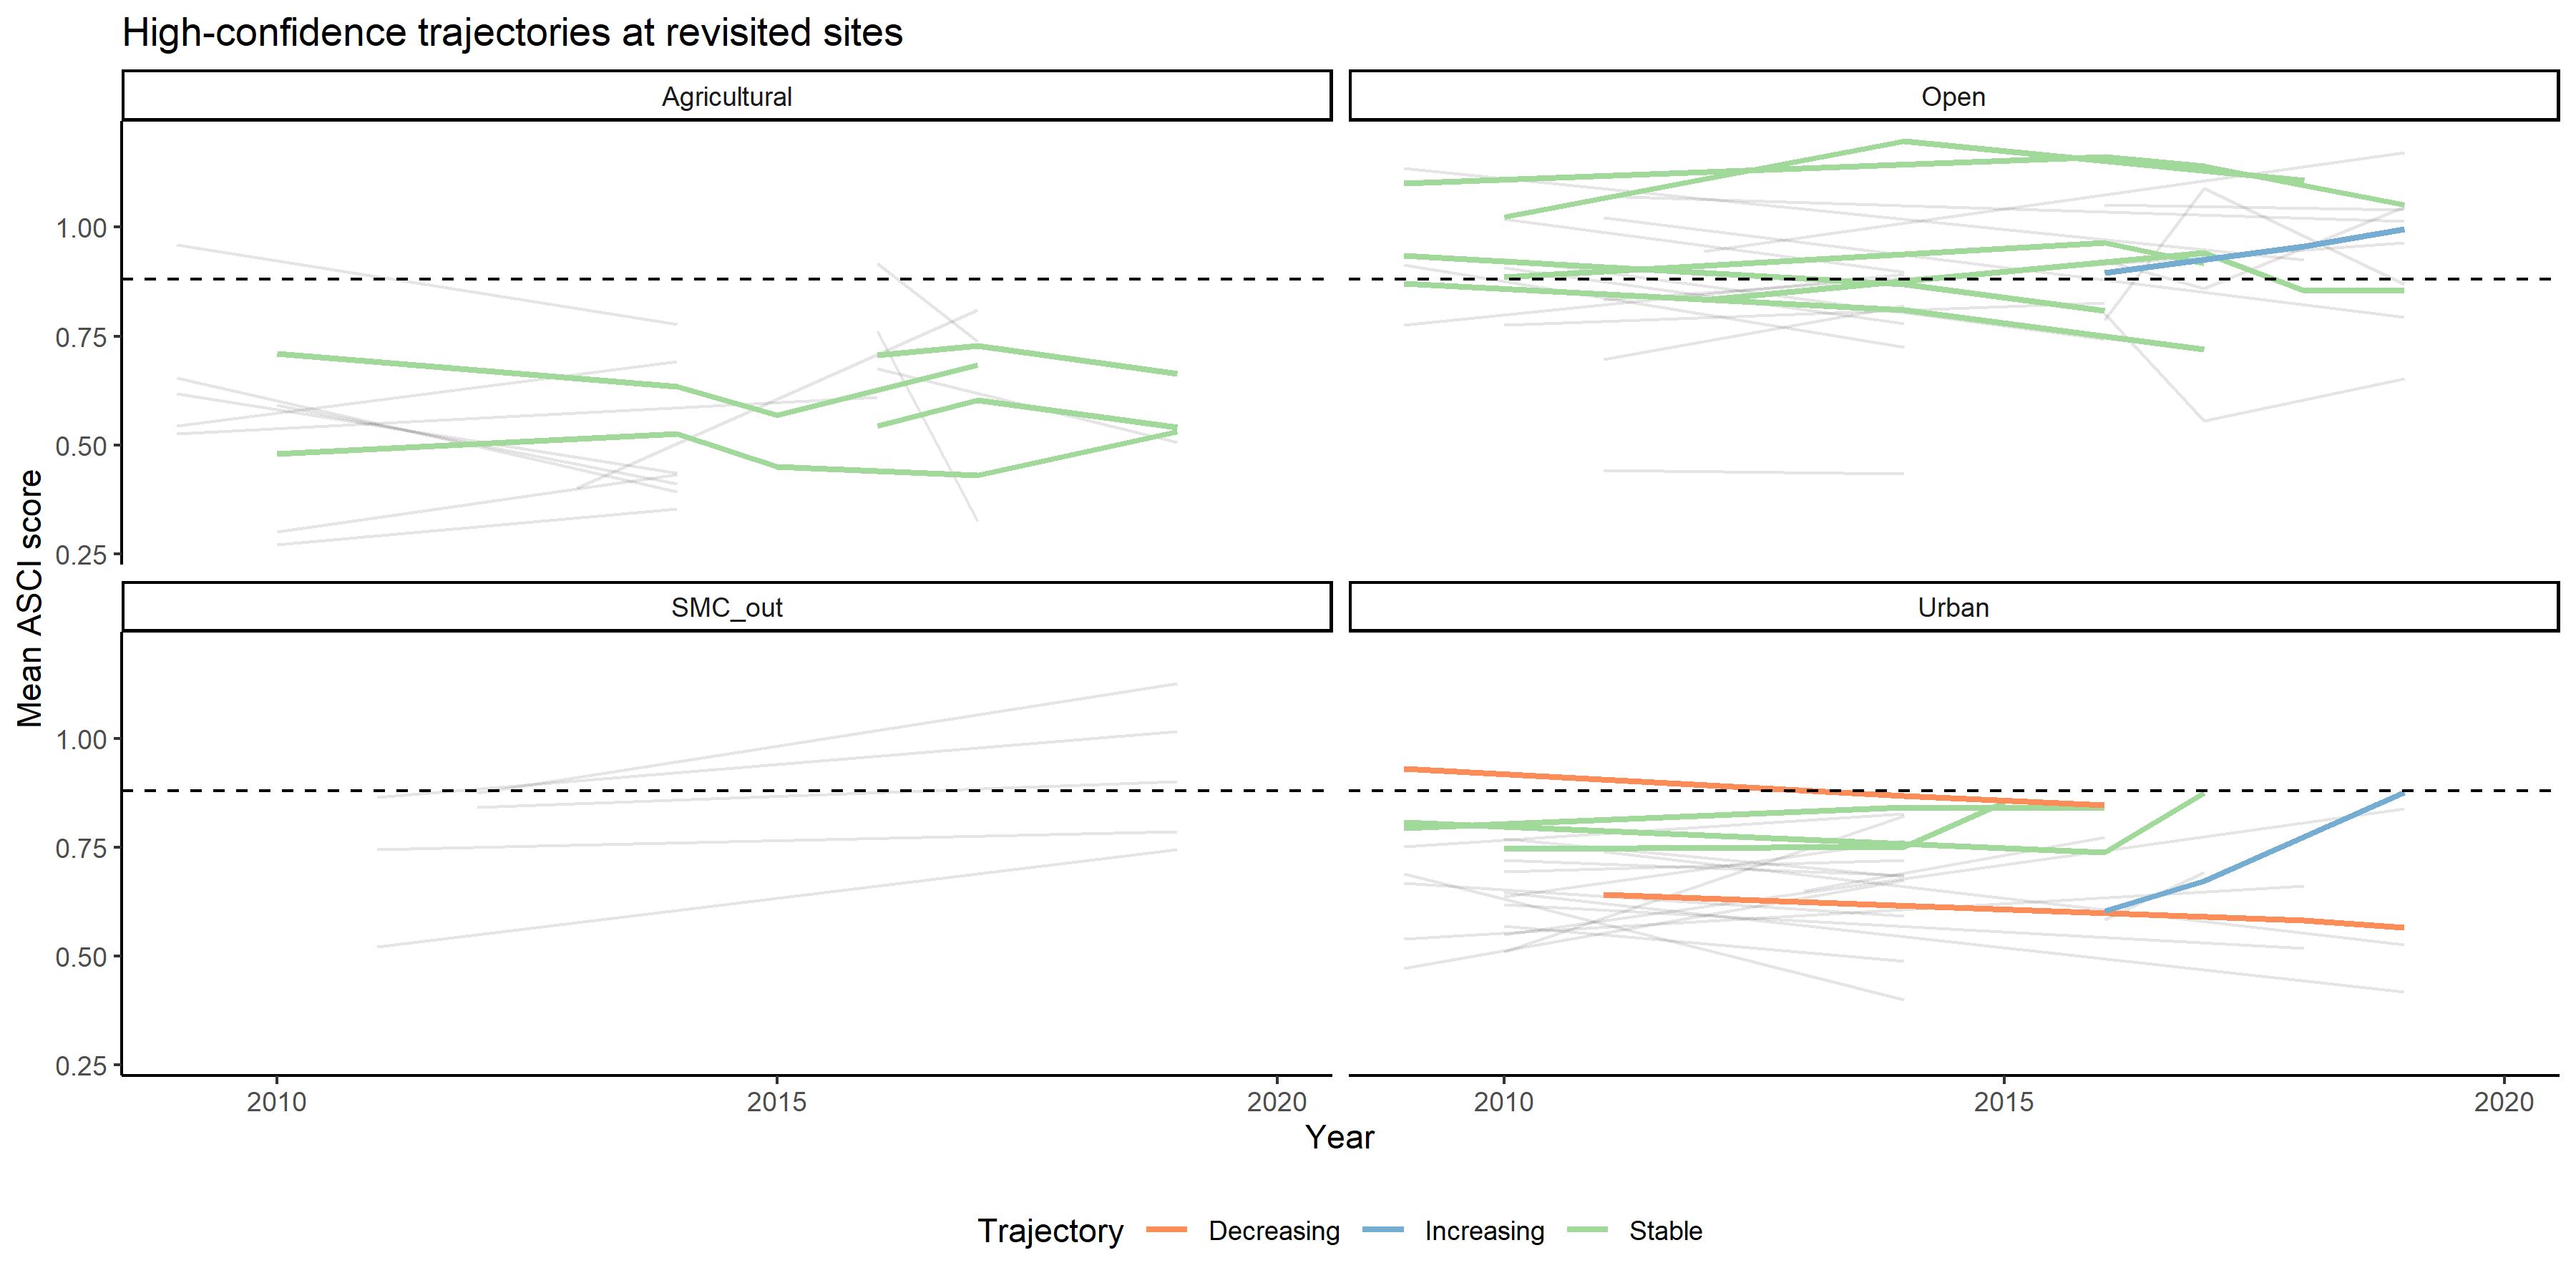 High-confidence trajectories at revisited sites
Agricultural
Open
1.00
0.75
0.50
0.25
SMC_out
Urban
1.00
0.75
0.50
0.25
Mean ASCI score
2010
2015
2020
2010
2015
2020
Year
Trajectory
Decreasing
Increasing
Stable